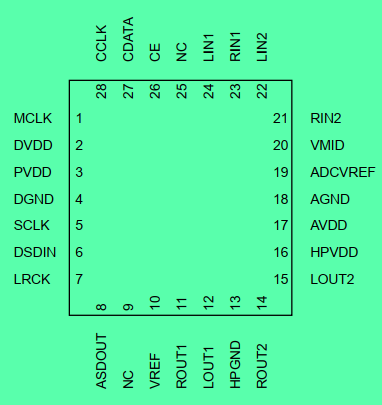 CCLK
CDATA
CE
NC
LIN1
RIN1
LIN2
28
27
26
25
24
23
22
MCLK 1
DVDD 2
PVDD 3
DGND 4
SCLK 5
DSDIN 6
LRCK 7
21 RIN2
20 VMID
19 ADCVREF
18 AGND
17 AVDD
16 HPVDD
15 LOUT2
8
9
10
11
12
13
14
ASDOUT
NC
VREF
ROUT1
LOUT1
HPGND
ROUT2